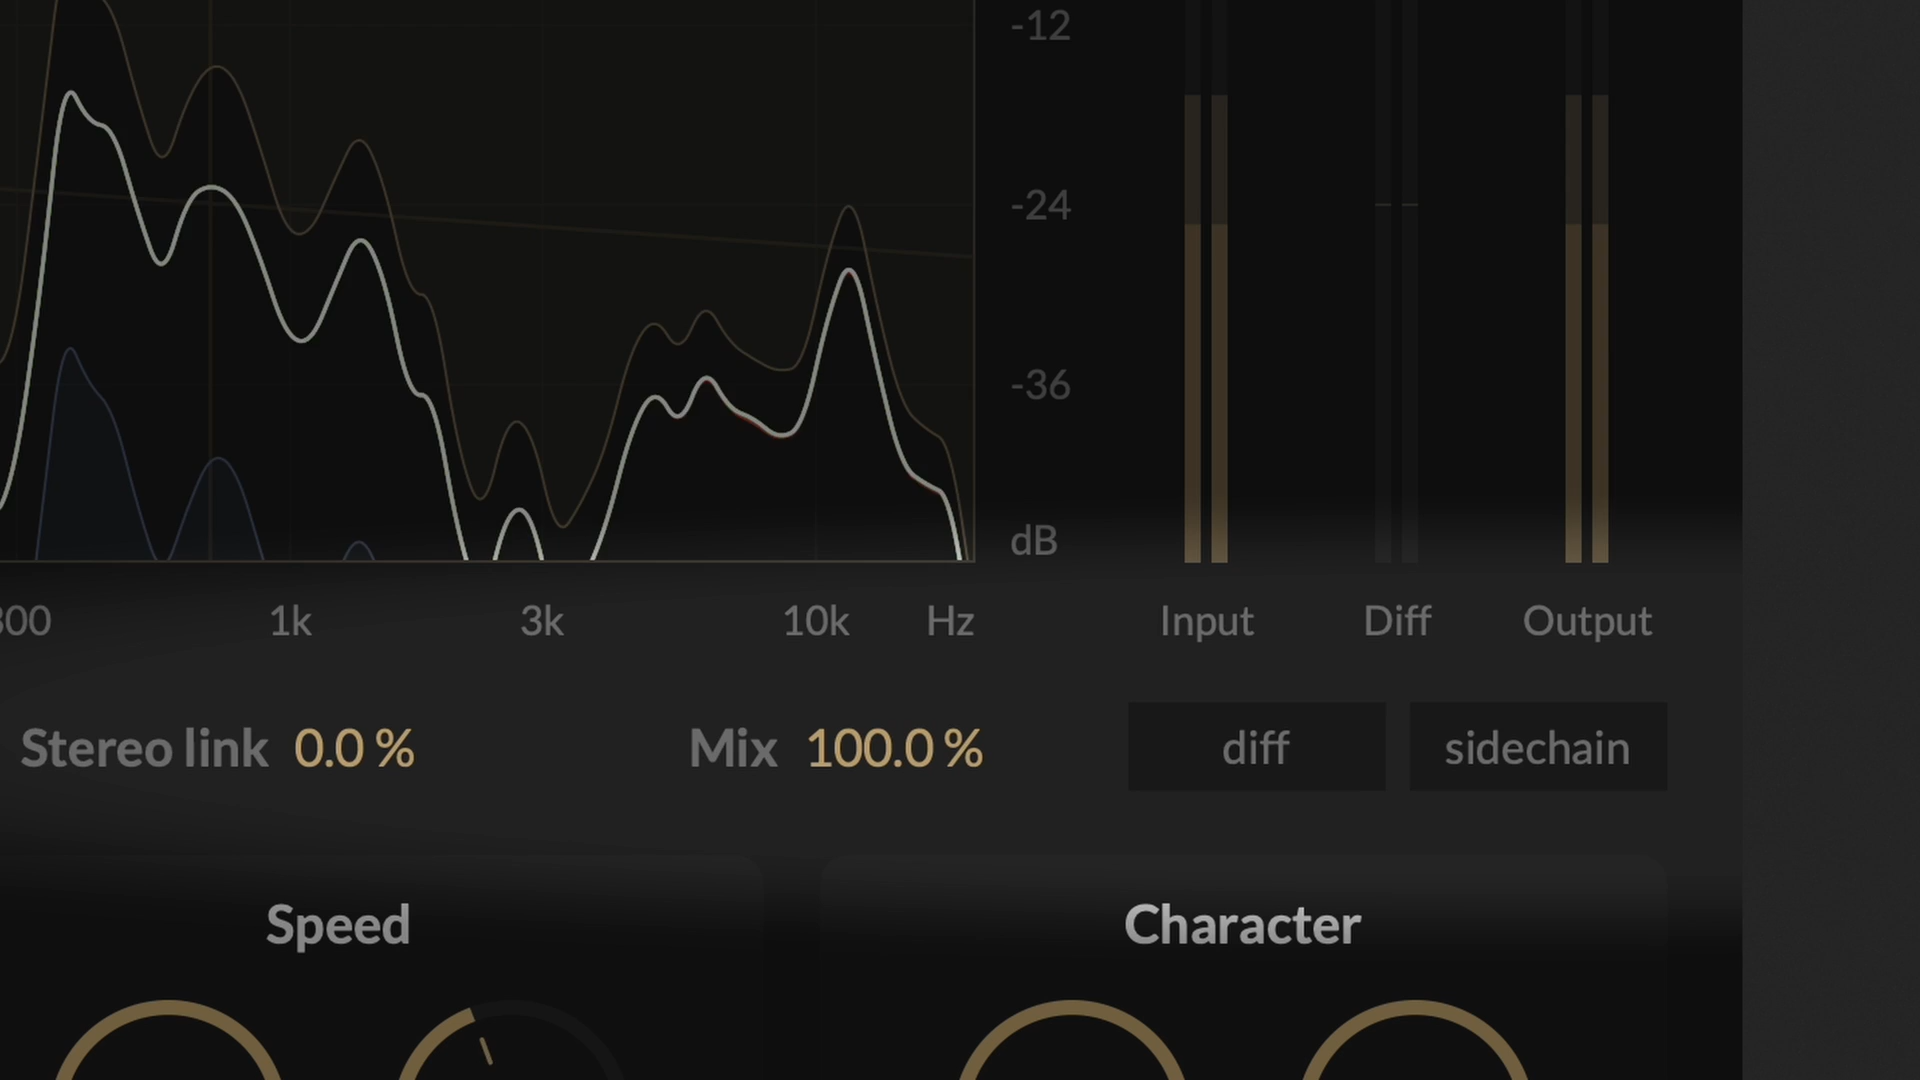 -12
-24
-36
dB
300 1k 3k 10k Hz Input Diff Output
Stereo link 0.0 % Mix 100.0 % diff sidechain
Speed Character